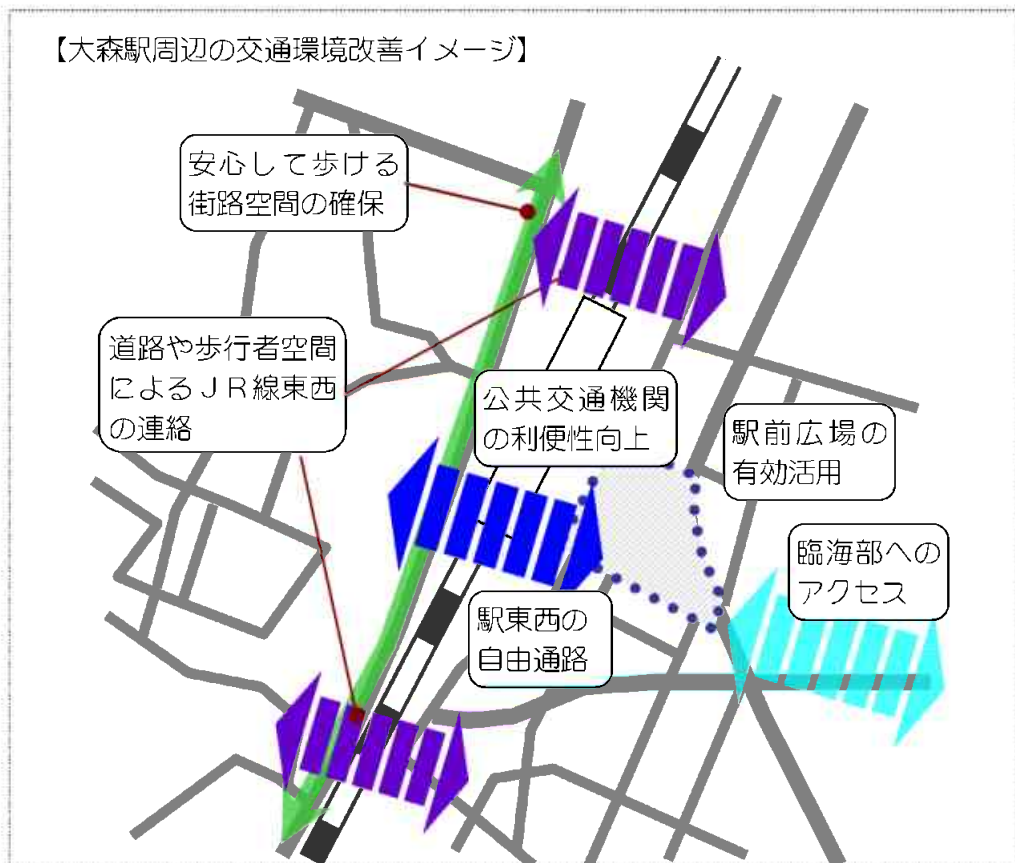 【大森駅周辺の交通環境改善イメージ】
安心して歩ける
街路空間の確保
道路や歩行者空間
によるＪＲ線東西
の連絡
公共交通機関
の利便性向上
駅前広場の
有効活用
臨海部への
アクセス
駅東西の
自由通路